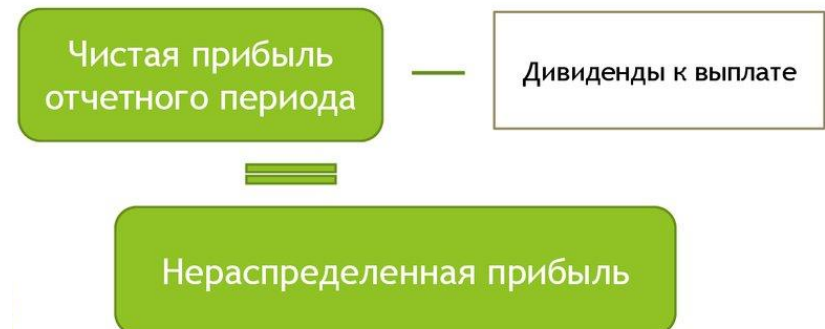 Чистая прибыль
отчетного периода
—
Дивиденды к выплате
=
Нераспределенная прибыль